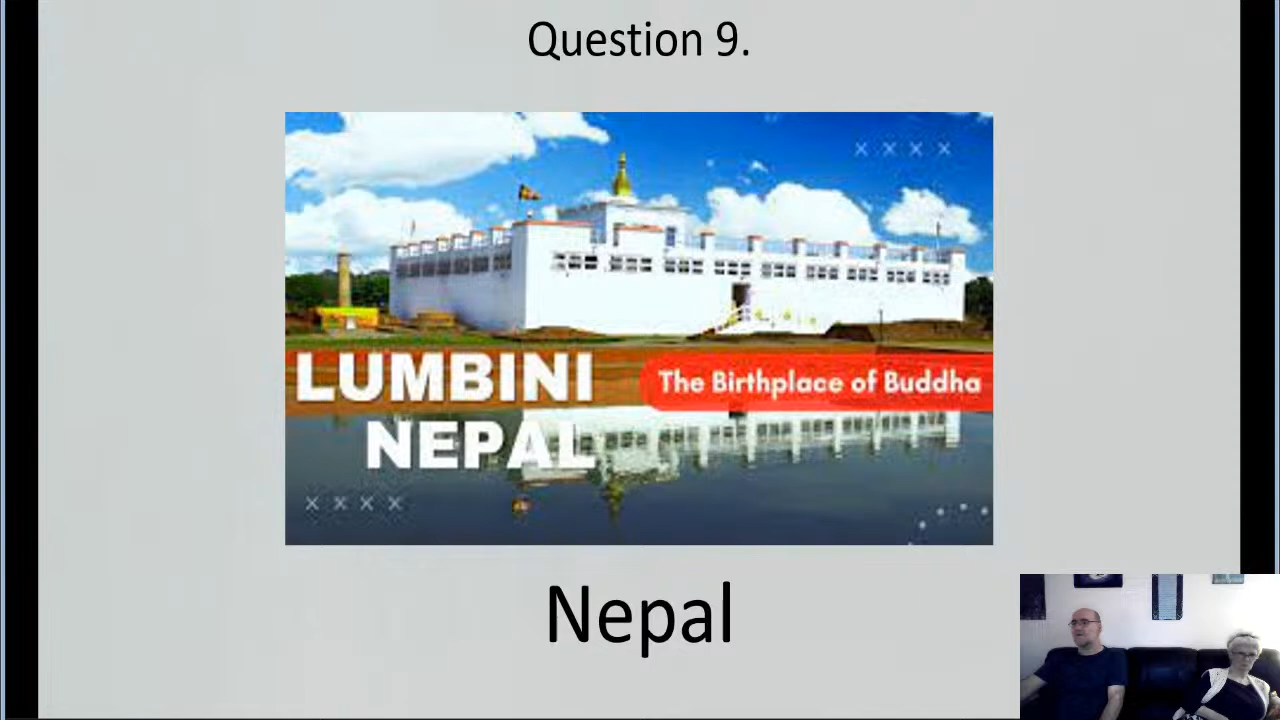 Question 9.
LUMBINI
The Birthplace of Buddha
NEPAL
Nepal